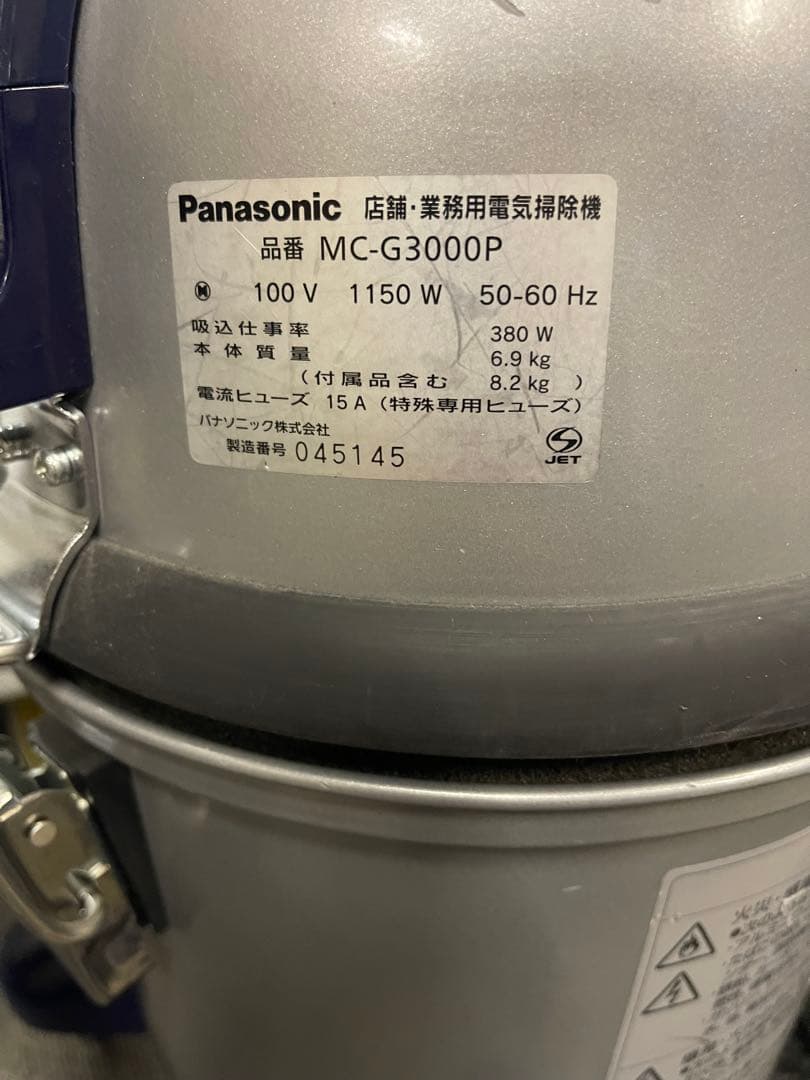 Panasonic 店舗・業務用電気掃除機
品番 MC-G3000P
100 V 1150 W 50-60 Hz
吸込仕事率 380 W
本体質量 6.9 kg
(付属品含む 8.2 kg )
電流ヒューズ 15 A (特殊専用ヒューズ)
パナソニック株式会社
製造番号 045145
JET